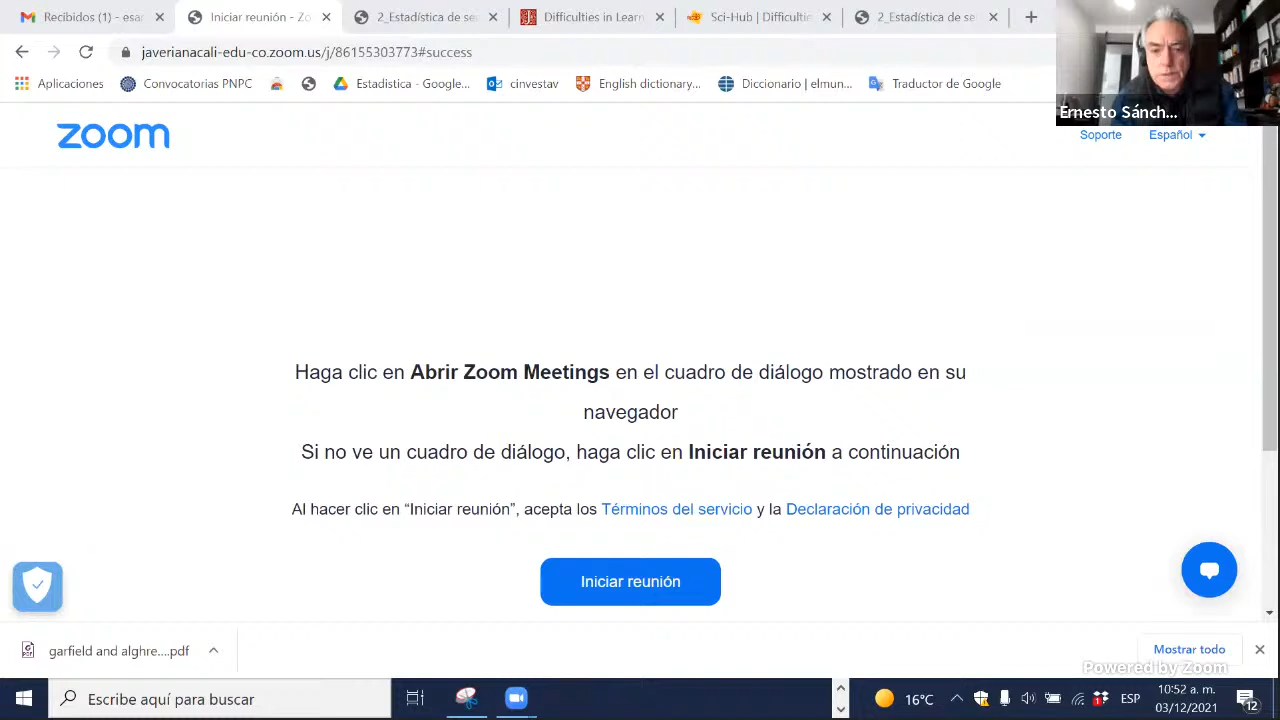 Recibidos (1) - esar
Iniciar reunión - Zo
2_Estadística de se
Difficulties in Learn
Sci-Hub | Difficultie
2_Estadística de se
javerianacali-edu-co.zoom.us/j/86155303773#success
Aplicaciones
Convocatorias PNPC
Estadistica - Google...
cinvestav
English dictionary...
Diccionario | elmun...
Traductor de Google
Ernesto Sánch...
zoom
Soporte
Español
Haga clic en Abrir Zoom Meetings en el cuadro de diálogo mostrado en su
navegador
Si no ve un cuadro de diálogo, haga clic en Iniciar reunión a continuación
Al hacer clic en “Iniciar reunión”, acepta los Términos del servicio y la Declaración de privacidad
Iniciar reunión
garfield and alghre....pdf
Mostrar todo
Powered by Zoom
Escribe aquí para buscar
16°C
ESP
10:52 a. m.
03/12/2021
12